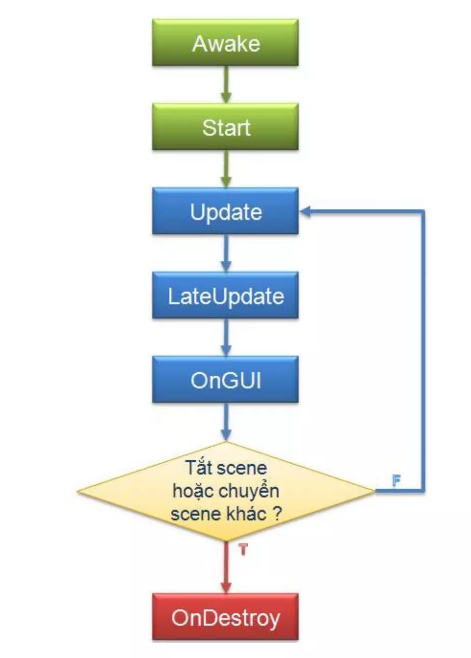 Awake
Start
Update
LateUpdate
OnGUI
Tắt scene
hoặc chuyển
scene khác ?
F
T
OnDestroy